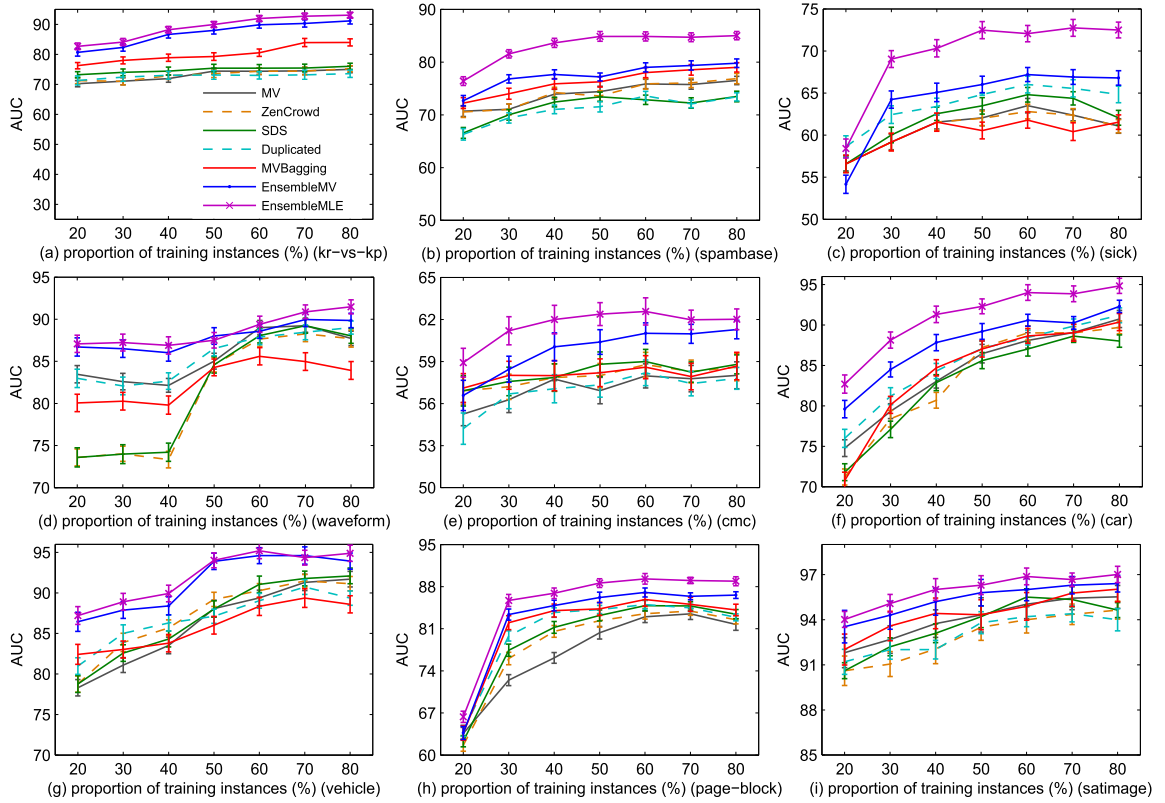 90
80
70
60
50
40
30
AUC
MV
ZenCrowd
SDS
Duplicated
MVBagging
EnsembleMV
EnsembleMLE
20 30 40 50 60 70 80
(a) proportion of training instances (%) (kr−vs−kp)
90
80
70
60
50
AUC
20 30 40 50 60 70 80
(b) proportion of training instances (%) (spambase)
75
70
65
60
55
50
AUC
20 30 40 50 60 70 80
(c) proportion of training instances (%) (sick)
95
90
85
80
75
70
AUC
20 30 40 50 60 70 80
(d) proportion of training instances (%) (waveform)
65
62
59
56
53
50
AUC
20 30 40 50 60 70 80
(e) proportion of training instances (%) (cmc)
95
90
85
80
75
70
AUC
20 30 40 50 60 70 80
(f) proportion of training instances (%) (car)
95
90
85
80
75
70
AUC
20 30 40 50 60 70 80
(g) proportion of training instances (%) (vehicle)
95
88
81
74
67
60
AUC
20 30 40 50 60 70 80
(h) proportion of training instances (%) (page−block)
97
94
91
88
85
AUC
20 30 40 50 60 70 80
(i) proportion of training instances (%) (satimage)